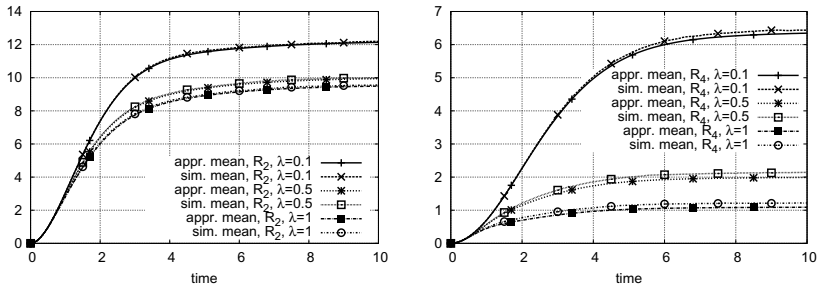 14
12
10
8
6
4
2
0
0 2 4 6 8 10
time
appr. mean, R2, λ=0.1
sim. mean, R2, λ=0.1
appr. mean, R2, λ=0.5
sim. mean, R2, λ=0.5
appr. mean, R2, λ=1
sim. mean, R2, λ=1
7
6
5
4
3
2
1
0
0 2 4 6 8 10
time
appr. mean, R4, λ=0.1
sim. mean, R4, λ=0.1
appr. mean, R4, λ=0.5
sim. mean, R4, λ=0.5
appr. mean, R4, λ=1
sim. mean, R4, λ=1